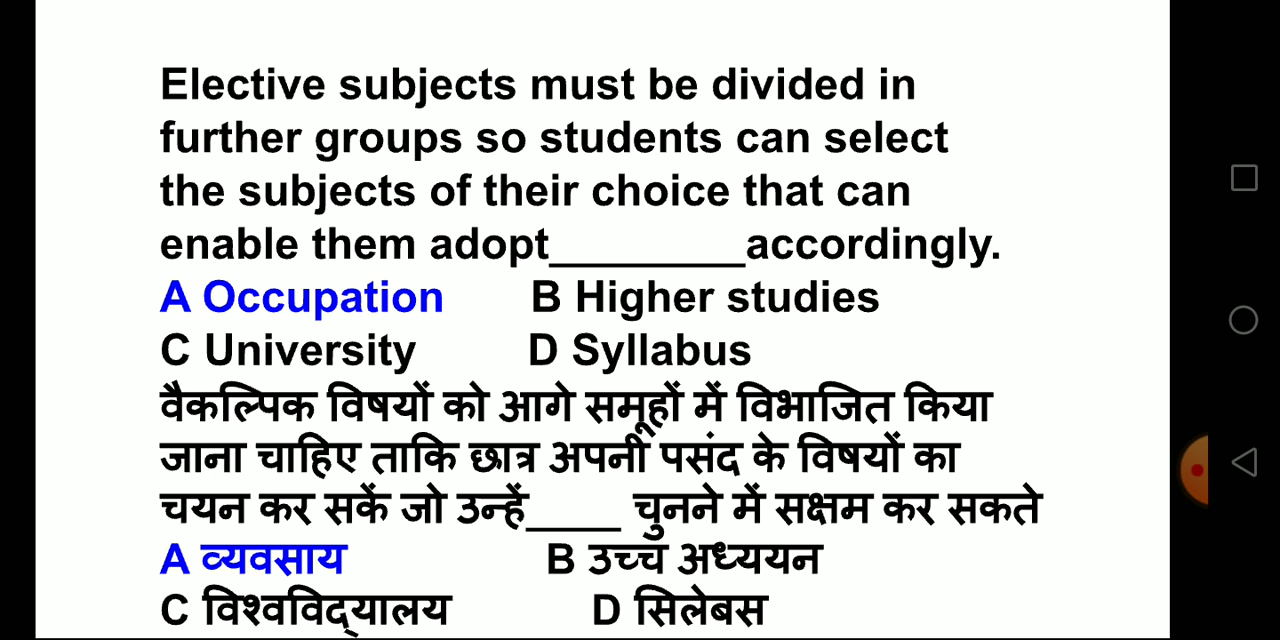 Elective subjects must be divided in
further groups so students can select
the subjects of their choice that can
enable them adopt________accordingly.
A Occupation B Higher studies
C University D Syllabus
वैकल्पिक विषयों को आगे समूहों में विभाजित किया
जाना चाहिए ताकि छात्र अपनी पसंद के विषयों का
चयन कर सकें जो उन्हें____ चुनने में सक्षम कर सकते
A व्यवसाय B उच्च अध्ययन
C विश्वविद्यालय D सिलेबस